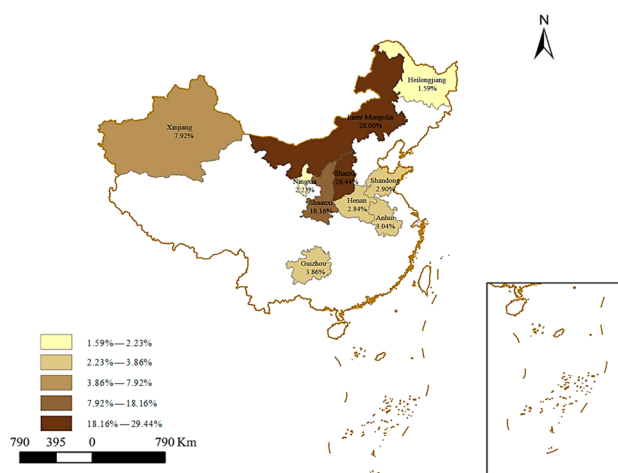 N
Heilongjiang
1.59%
Inner Mongolia
28.00%
Xinjiang
7.92%
Shanxi
29.44%
Ningxia
2.23%
Shandong
2.90%
Shaanxi
18.16%
Henan
2.84%
Anhui
3.04%
Guizhou
3.86%
1.59%—2.23%
2.23%—3.86%
3.86%—7.92%
7.92%—18.16%
18.16%—29.44%
790 395 0 790 Km